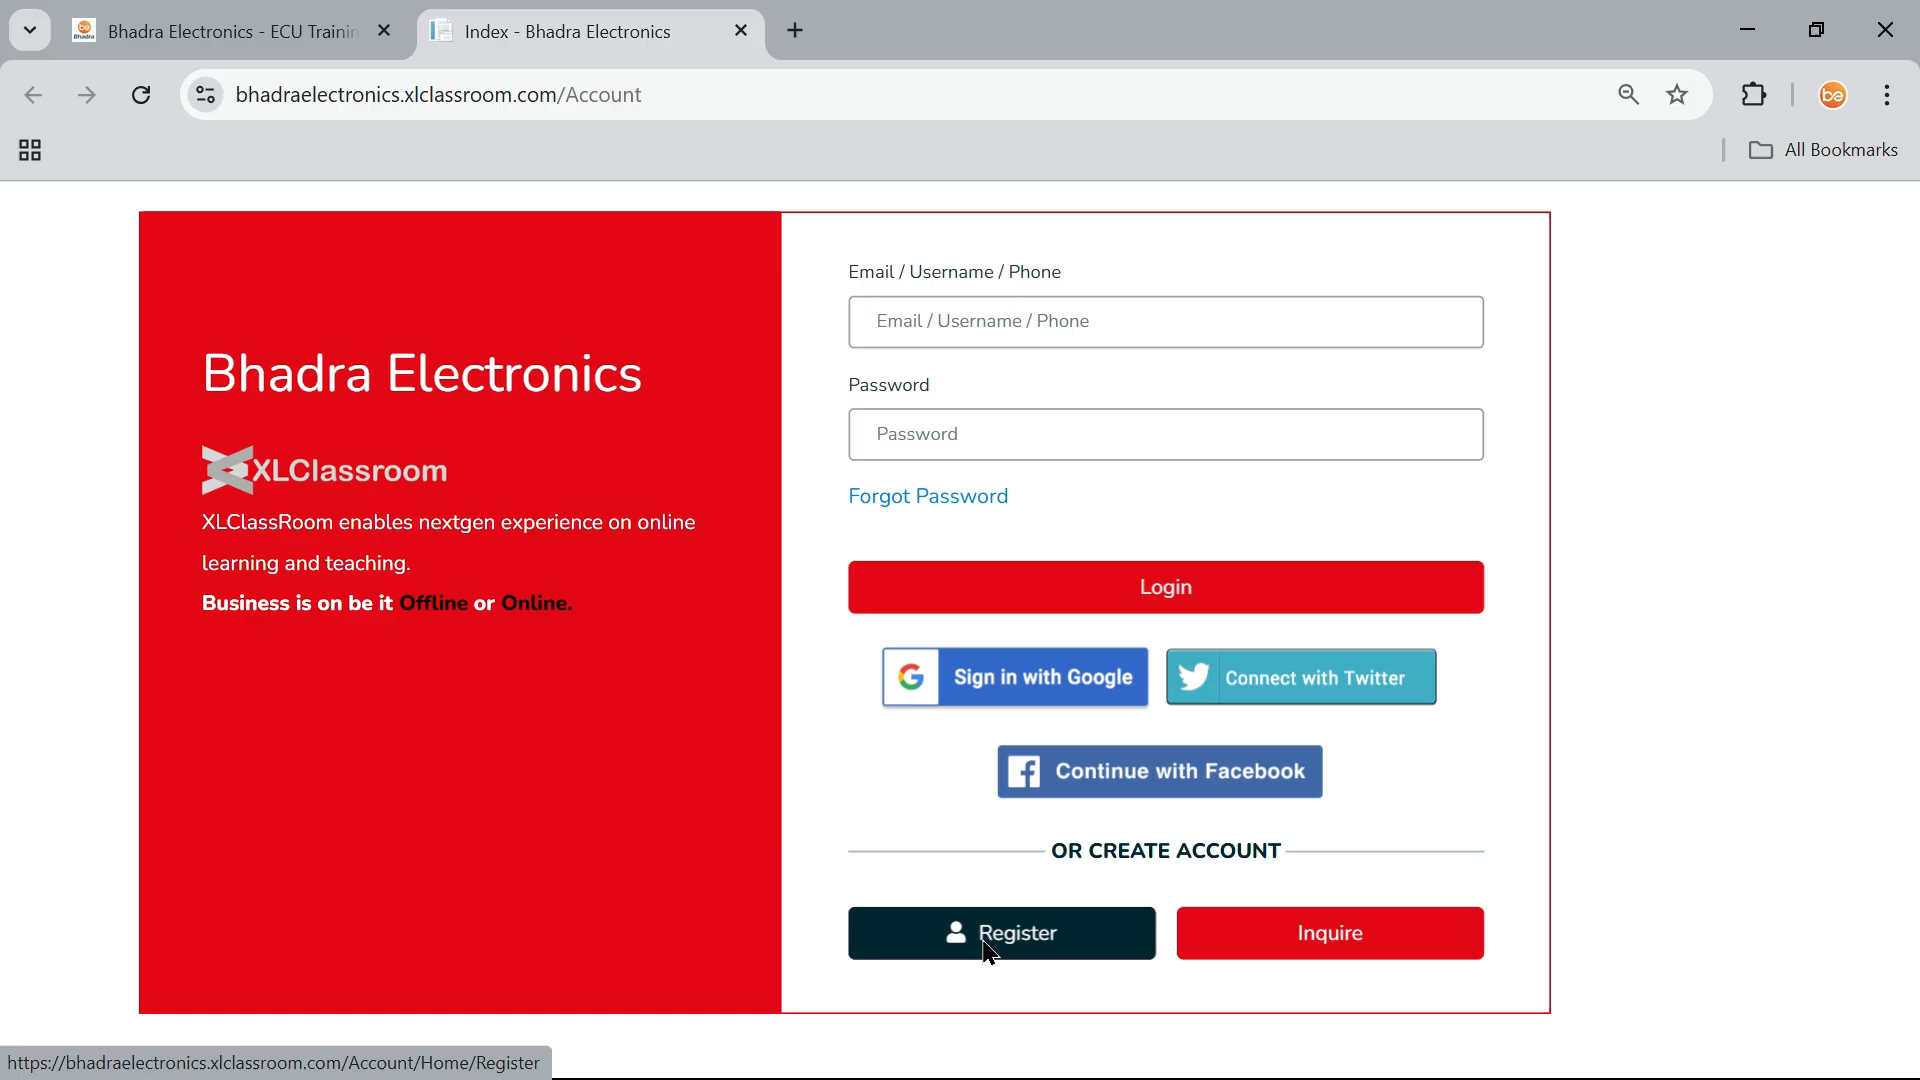 Bhadra Electronics - ECU Trainin
Index - Bhadra Electronics
bhadraelectronics.xlclassroom.com/Account
All Bookmarks
Bhadra Electronics
XLClassroom
XLClassRoom enables nextgen experience on online
learning and teaching.
Business is on be it Offline or Online.
Email / Username / Phone
Email / Username / Phone
Password
Password
Forgot Password
Login
Sign in with Google
Connect with Twitter
Continue with Facebook
OR CREATE ACCOUNT
Register
Inquire
https://bhadraelectronics.xlclassroom.com/Account/Home/Register